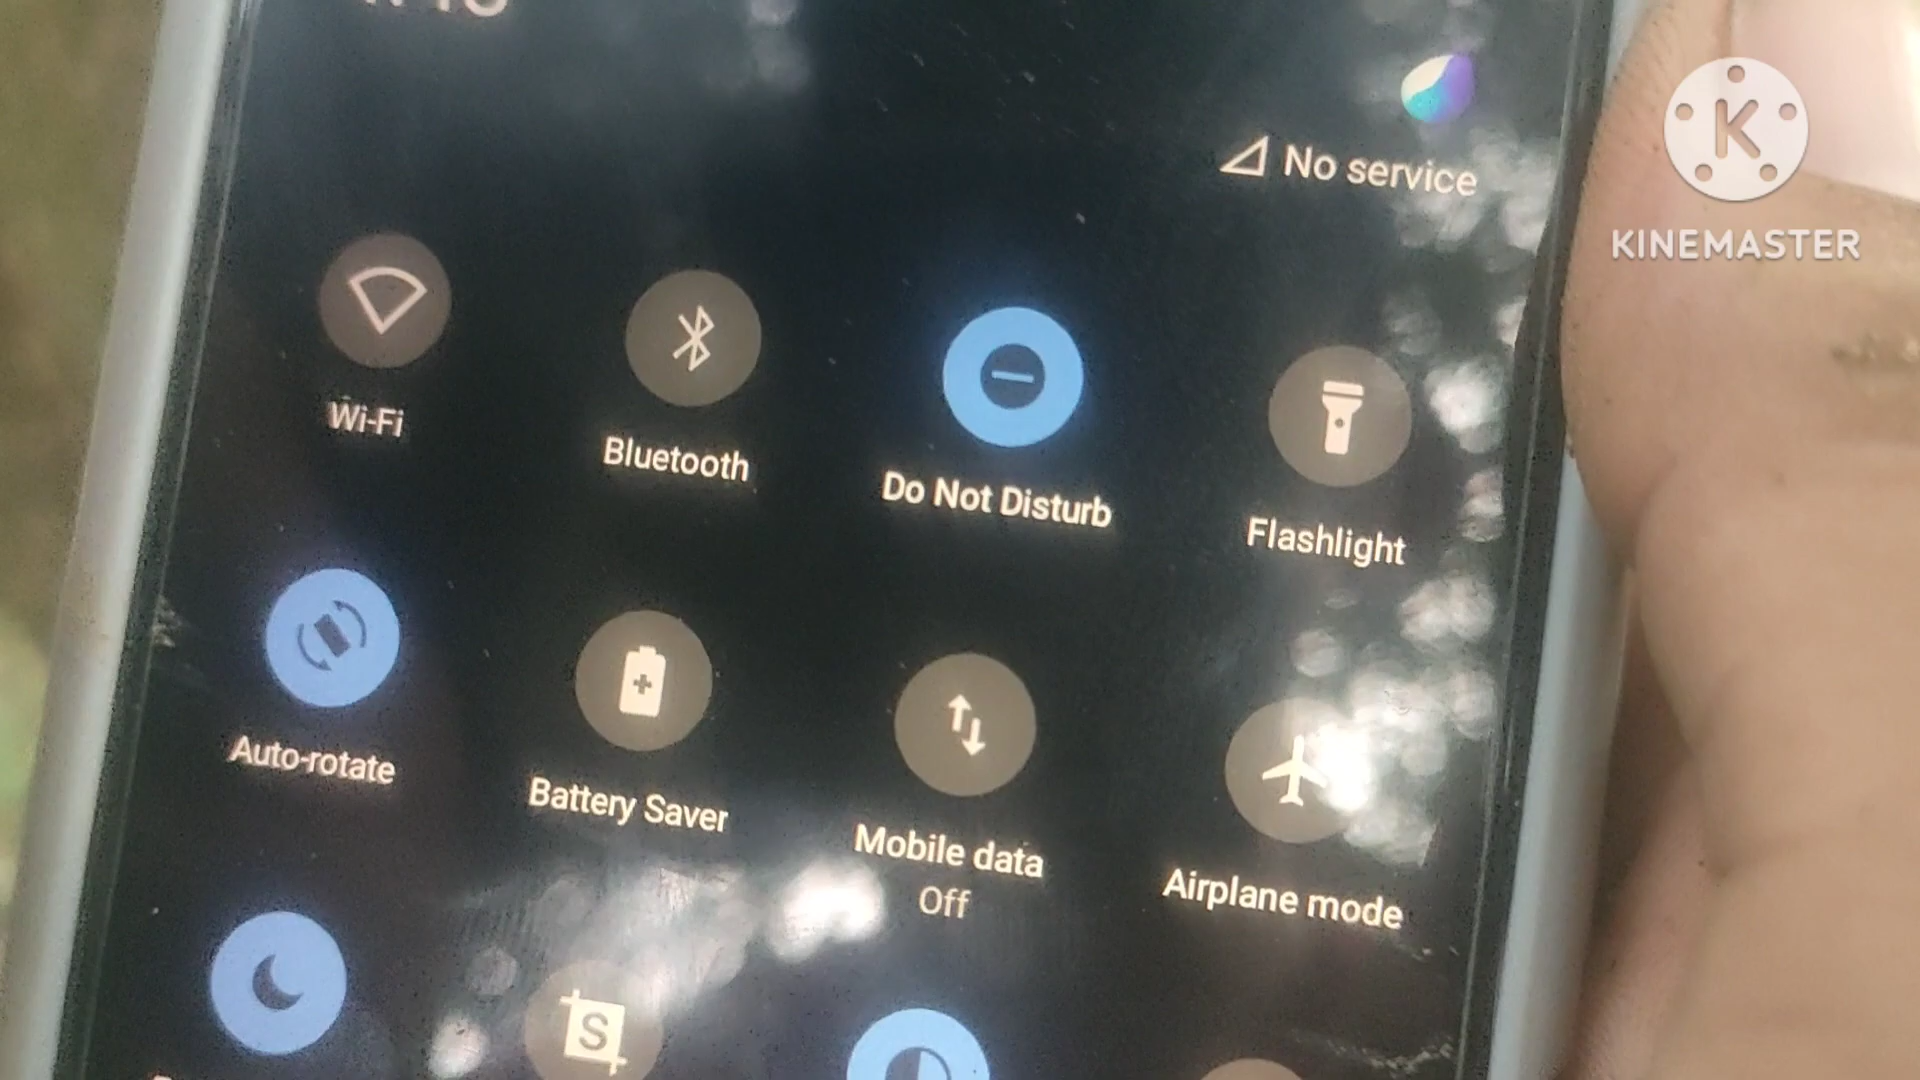 No service
K
KINEMASTER
Wi-Fi
Bluetooth
Do Not Disturb
Flashlight
Auto-rotate
Battery Saver
Mobile data
Off
Airplane mode
S